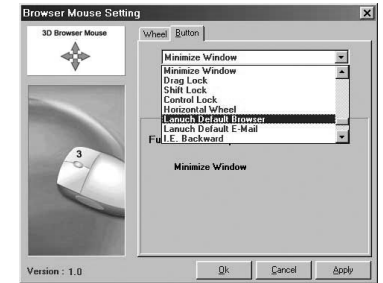 Browser Mouse Setting
3D Browser Mouse
Wheel
Button
Minimize Window
Minimize Window
Drag Lock
Shift Lock
Control Lock
Horizontal Wheel
Lanuch Default Browser
Lanuch Default E-Mail
I.E. Backward
Fu
3
Minimize Window
Version : 1.0
Ok
Cancel
Apply